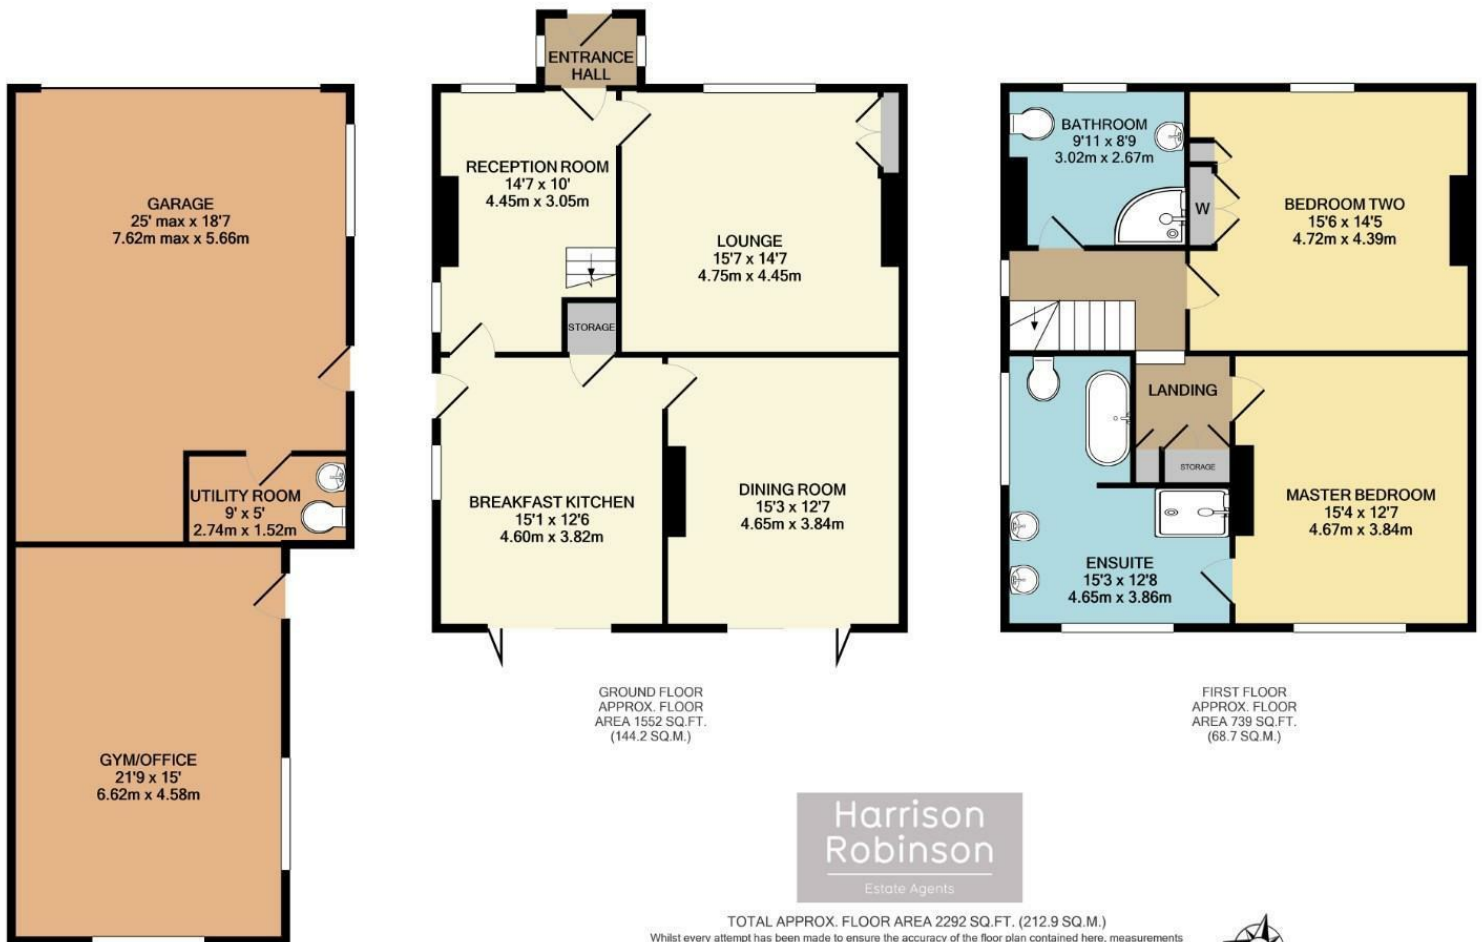 ENTRANCE
HALL
GARAGE
25' max x 18'7
7.62m max x 5.66m
UTILITY ROOM
9' x 5'
2.74m x 1.52m
GYM/OFFICE
21'9 x 15'
6.62m x 4.58m
RECEPTION ROOM
14'7 x 10'
4.45m x 3.05m
LOUNGE
15'7 x 14'7
4.75m x 4.45m
STORAGE
BREAKFAST KITCHEN
15'1 x 12'6
4.60m x 3.82m
DINING ROOM
15'3 x 12'7
4.65m x 3.84m
GROUND FLOOR
APPROX. FLOOR
AREA 1552 SQ.FT.
(144.2 SQ.M.)
BATHROOM
9'11 x 8'9
3.02m x 2.67m
W
BEDROOM TWO
15'6 x 14'5
4.72m x 4.39m
LANDING
STORAGE
MASTER BEDROOM
15'4 x 12'7
4.67m x 3.84m
ENSUITE
15'3 x 12'8
4.65m x 3.86m
FIRST FLOOR
APPROX. FLOOR
AREA 739 SQ.FT.
(68.7 SQ.M.)
Harrison
Robinson
Estate Agents
TOTAL APPROX. FLOOR AREA 2292 SQ.FT. (212.9 SQ.M.)
Whilst every attempt has been made to ensure the accuracy of the floor plan contained here, measurements